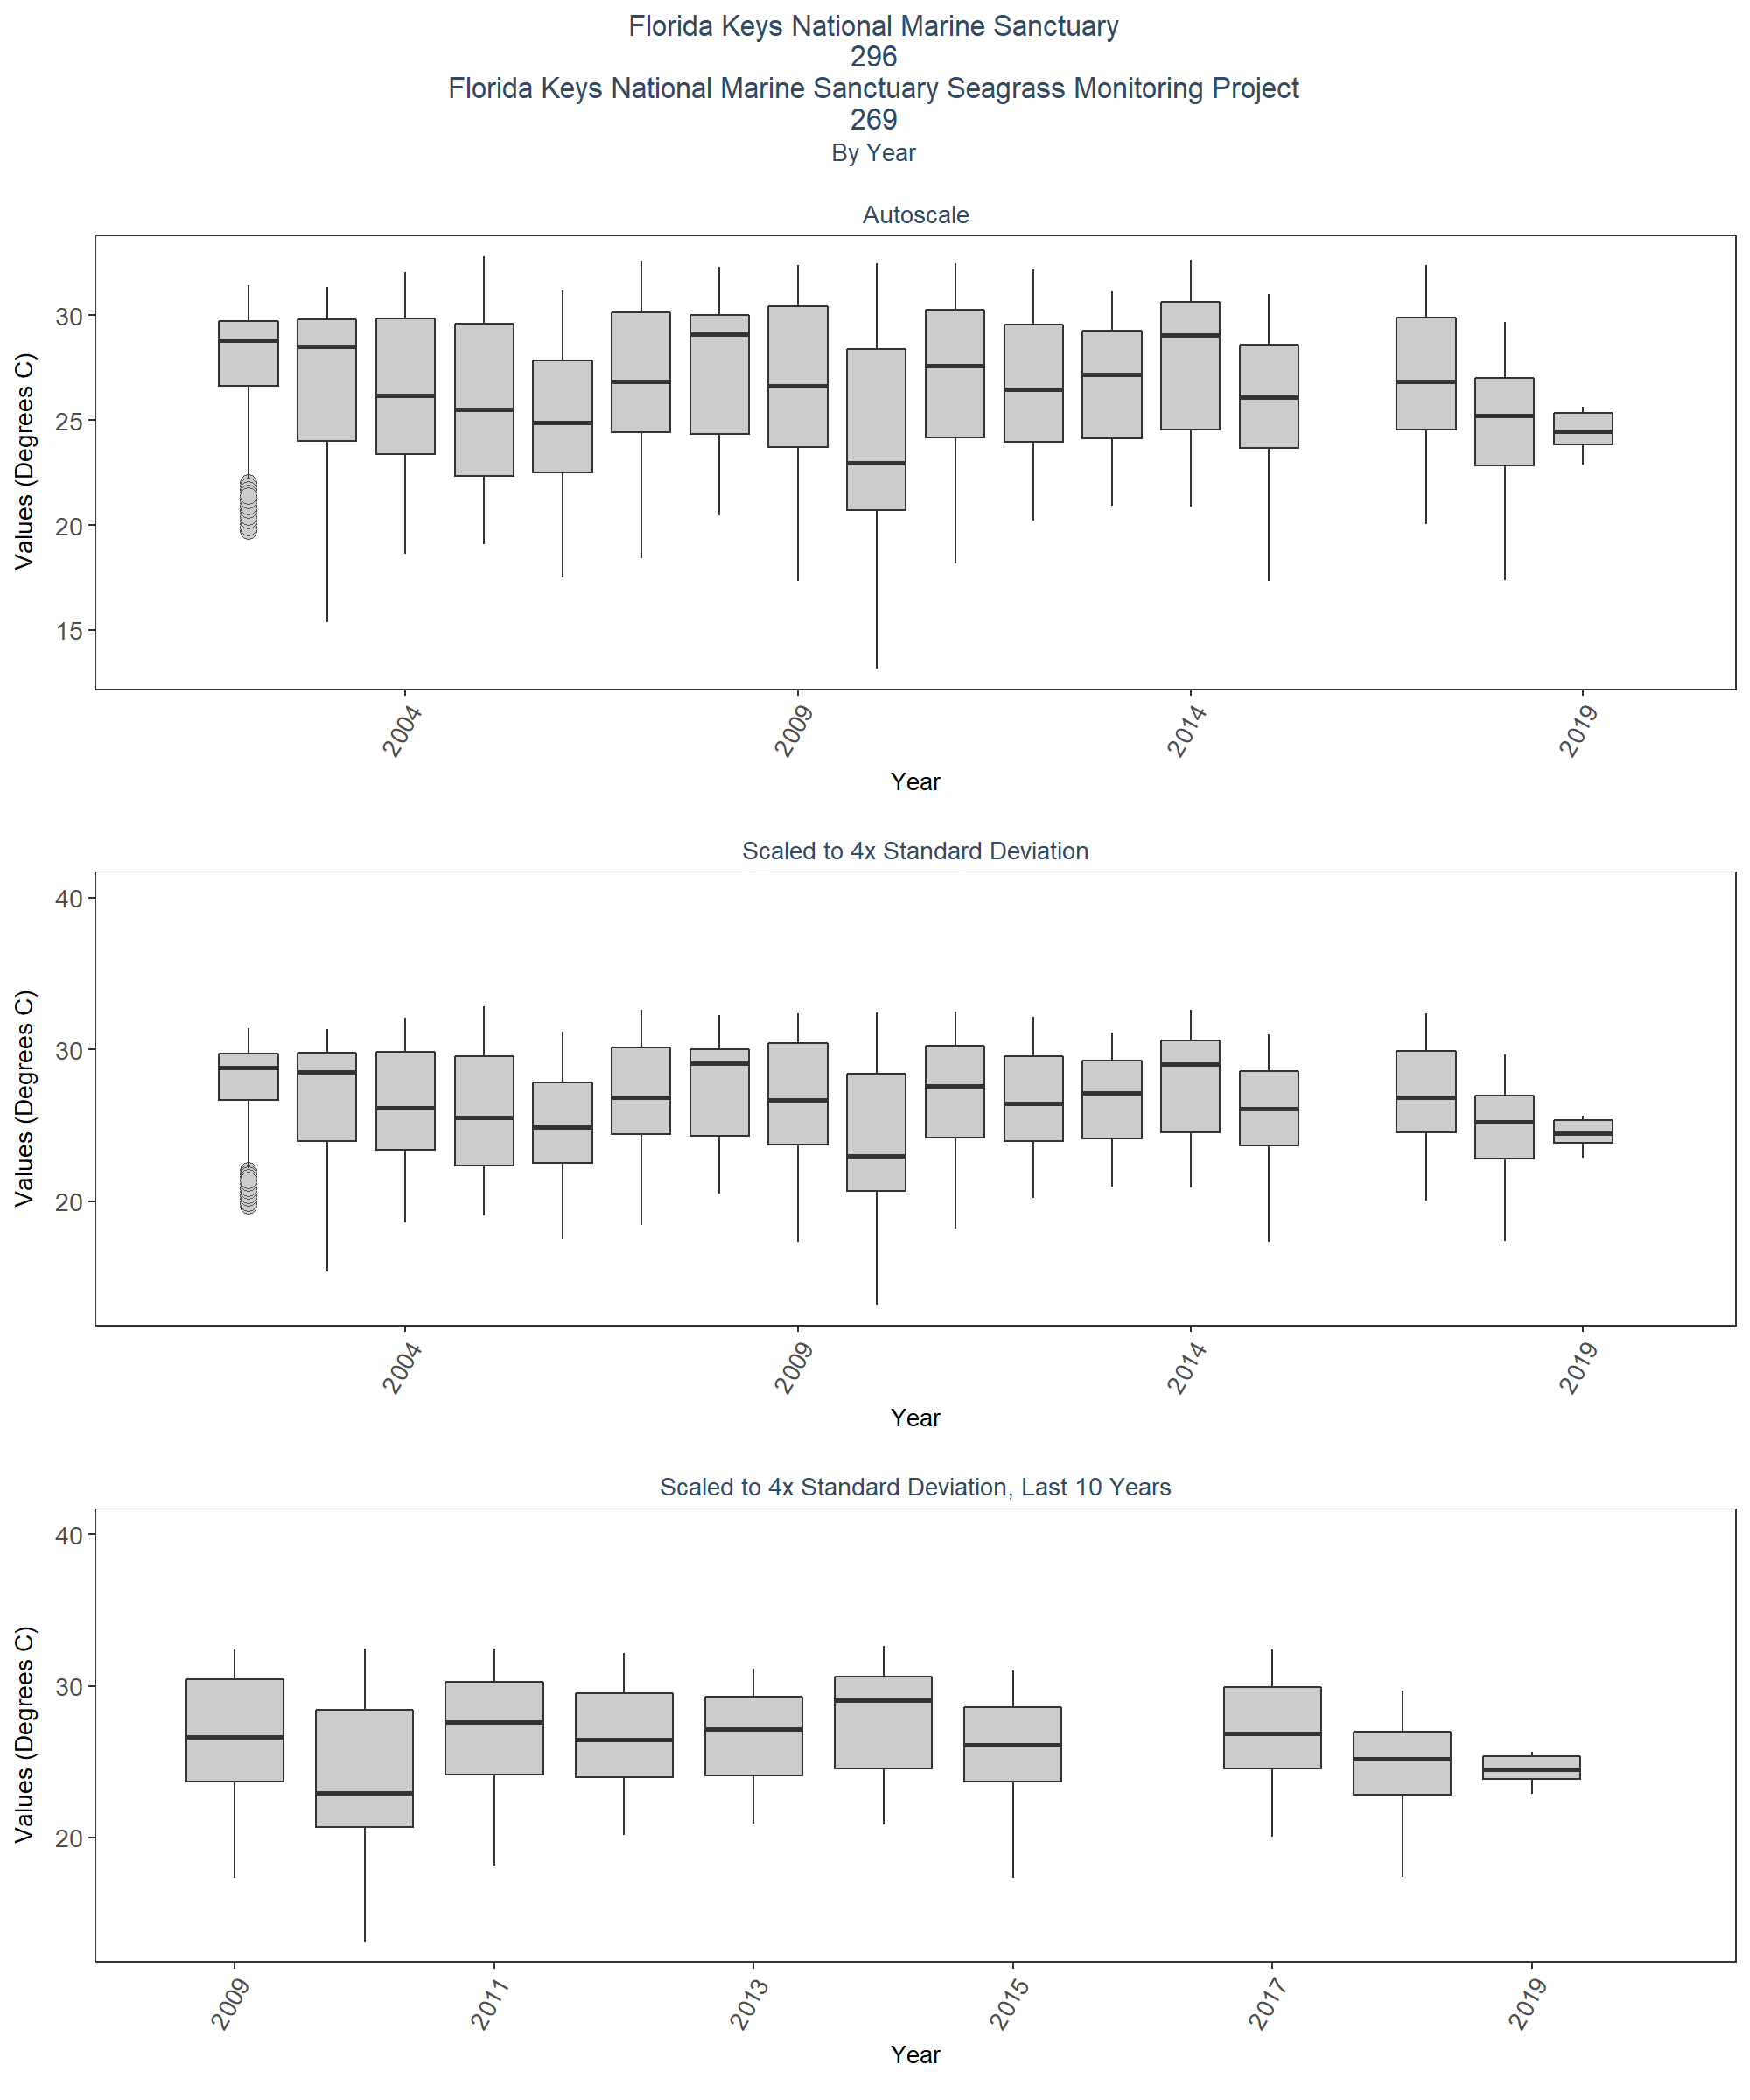 Florida Keys National Marine Sanctuary
296
Florida Keys National Marine Sanctuary Seagrass Monitoring Project
269
By Year
Autoscale
Values (Degrees C)
30
25
20
15
2004
2009
2014
2019
Year
Scaled to 4x Standard Deviation
Values (Degrees C)
40
30
20
2004
2009
2014
2019
Year
Scaled to 4x Standard Deviation, Last 10 Years
Values (Degrees C)
40
30
20
2009
2011
2013
2015
2017
2019
Year